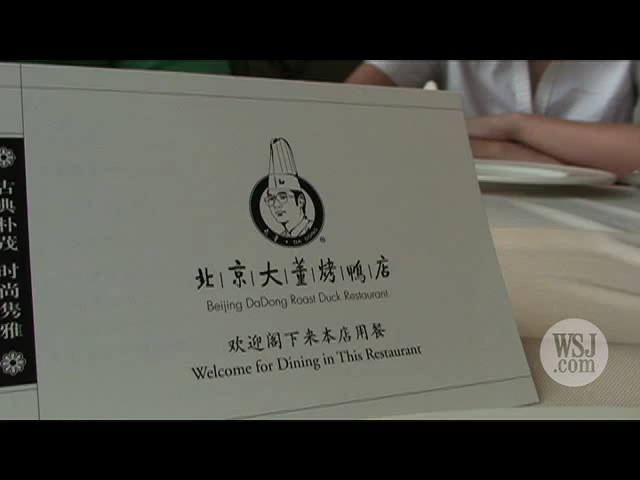 古典朴茂 时尚隽雅
北京大董烤鸭店
Beijing DaDong Roast Duck Restaurant
欢迎阁下来本店用餐
Welcome for Dining in This Restaurant
WSJ
.com